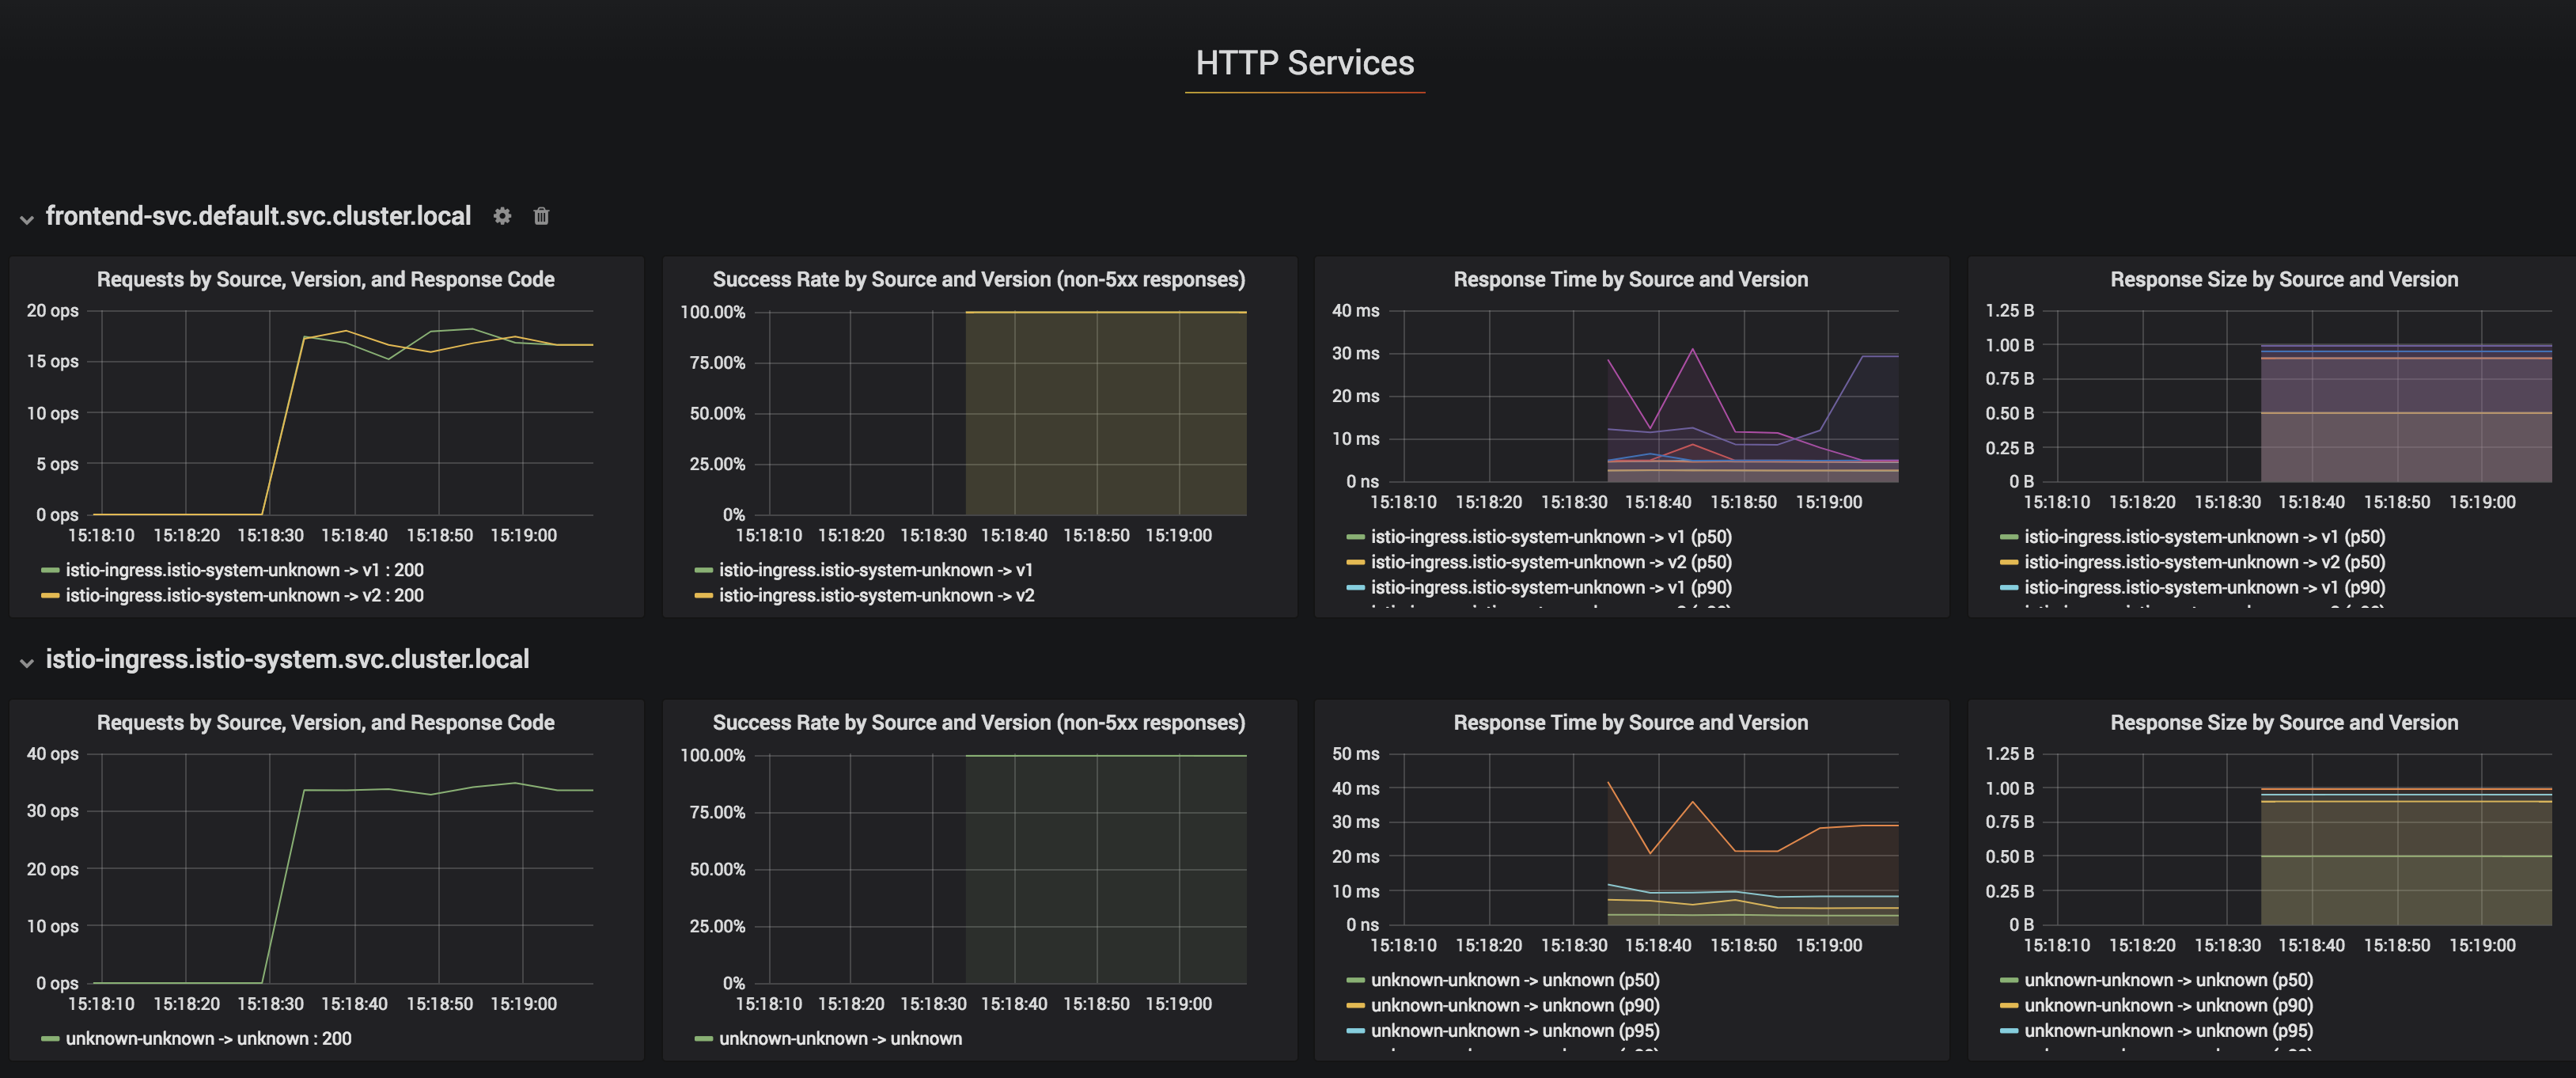 HTTP Services
frontend-svc.default.svc.cluster.local
Requests by Source, Version, and Response Code
20 ops
15 ops
10 ops
5 ops
0 ops
15:18:10 15:18:20 15:18:30 15:18:40 15:18:50 15:19:00
istio-ingress.istio-system-unknown -> v1 : 200
istio-ingress.istio-system-unknown -> v2 : 200
Success Rate by Source and Version (non-5xx responses)
100.00%
75.00%
50.00%
25.00%
0%
15:18:10 15:18:20 15:18:30 15:18:40 15:18:50 15:19:00
istio-ingress.istio-system-unknown -> v1
istio-ingress.istio-system-unknown -> v2
Response Time by Source and Version
40 ms
30 ms
20 ms
10 ms
0 ns
15:18:10 15:18:20 15:18:30 15:18:40 15:18:50 15:19:00
istio-ingress.istio-system-unknown -> v1 (p50)
istio-ingress.istio-system-unknown -> v2 (p50)
istio-ingress.istio-system-unknown -> v1 (p90)
Response Size by Source and Version
1.25 B
1.00 B
0.75 B
0.50 B
0.25 B
0 B
15:18:10 15:18:20 15:18:30 15:18:40 15:18:50 15:19:00
istio-ingress.istio-system-unknown -> v1 (p50)
istio-ingress.istio-system-unknown -> v2 (p50)
istio-ingress.istio-system-unknown -> v1 (p90)
istio-ingress.istio-system.svc.cluster.local
Requests by Source, Version, and Response Code
40 ops
30 ops
20 ops
10 ops
0 ops
15:18:10 15:18:20 15:18:30 15:18:40 15:18:50 15:19:00
unknown-unknown -> unknown : 200
Success Rate by Source and Version (non-5xx responses)
100.00%
75.00%
50.00%
25.00%
0%
15:18:10 15:18:20 15:18:30 15:18:40 15:18:50 15:19:00
unknown-unknown -> unknown
Response Time by Source and Version
50 ms
40 ms
30 ms
20 ms
10 ms
0 ns
15:18:10 15:18:20 15:18:30 15:18:40 15:18:50 15:19:00
unknown-unknown -> unknown (p50)
unknown-unknown -> unknown (p90)
unknown-unknown -> unknown (p95)
Response Size by Source and Version
1.25 B
1.00 B
0.75 B
0.50 B
0.25 B
0 B
15:18:10 15:18:20 15:18:30 15:18:40 15:18:50 15:19:00
unknown-unknown -> unknown (p50)
unknown-unknown -> unknown (p90)
unknown-unknown -> unknown (p95)